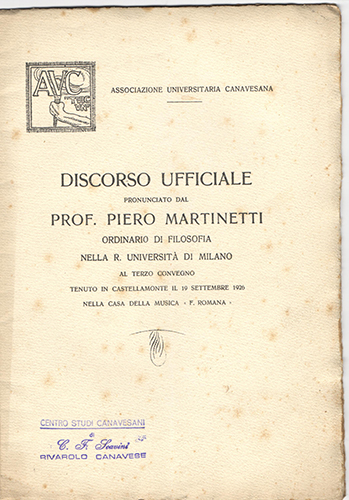 AVC
ASSOCIAZIONE UNIVERSITARIA CANAVESANA
DISCORSO UFFICIALE
PRONUNCIATO DAL
PROF. PIERO MARTINETTI
ORDINARIO DI FILOSOFIA
NELLA R. UNIVERSITÀ DI MILANO
AL TERZO CONVEGNO
TENUTO IN CASTELLAMONTE IL 19 SETTEMBRE 1926
NELLA CASA DELLA MUSICA « F. ROMANA »
CENTRO STUDI CANAVESANI
di
C. F. Scavini
RIVAROLO CANAVESE